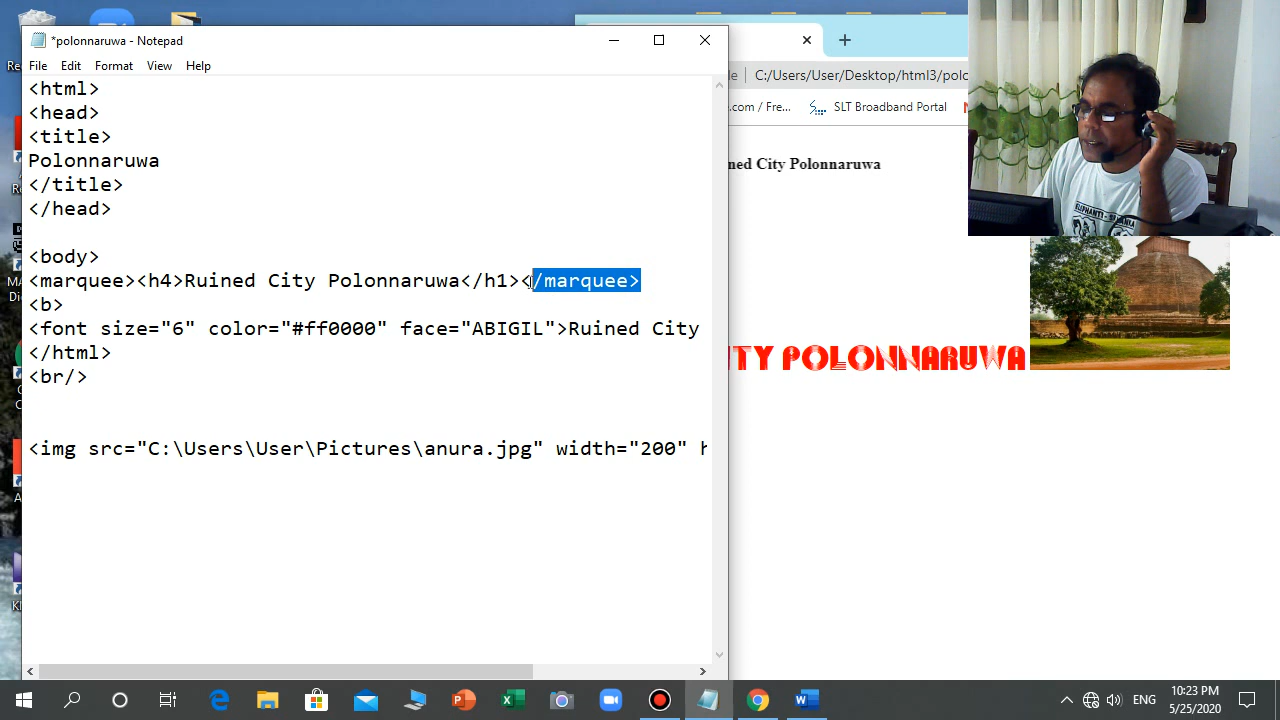 *polonnaruwa - Notepad
File Edit Format View Help
<html>
<head>
<title>
Polonnaruwa
</title>
</head>
<body>
<marquee><h4>Ruined City Polonnaruwa</h1></marquee>
<b>
<font size="6" color="#ff0000" face="ABIGIL">Ruined City
</html>
<br/>
<img src="C:\Users\User\Pictures\anura.jpg" width="200" h
C:/Users/User/Desktop/html3/polo
.com / Fre... SLT Broadband Portal
ned City Polonnaruwa
ITY POLONNARUWA
ENG
10:23 PM
5/25/2020